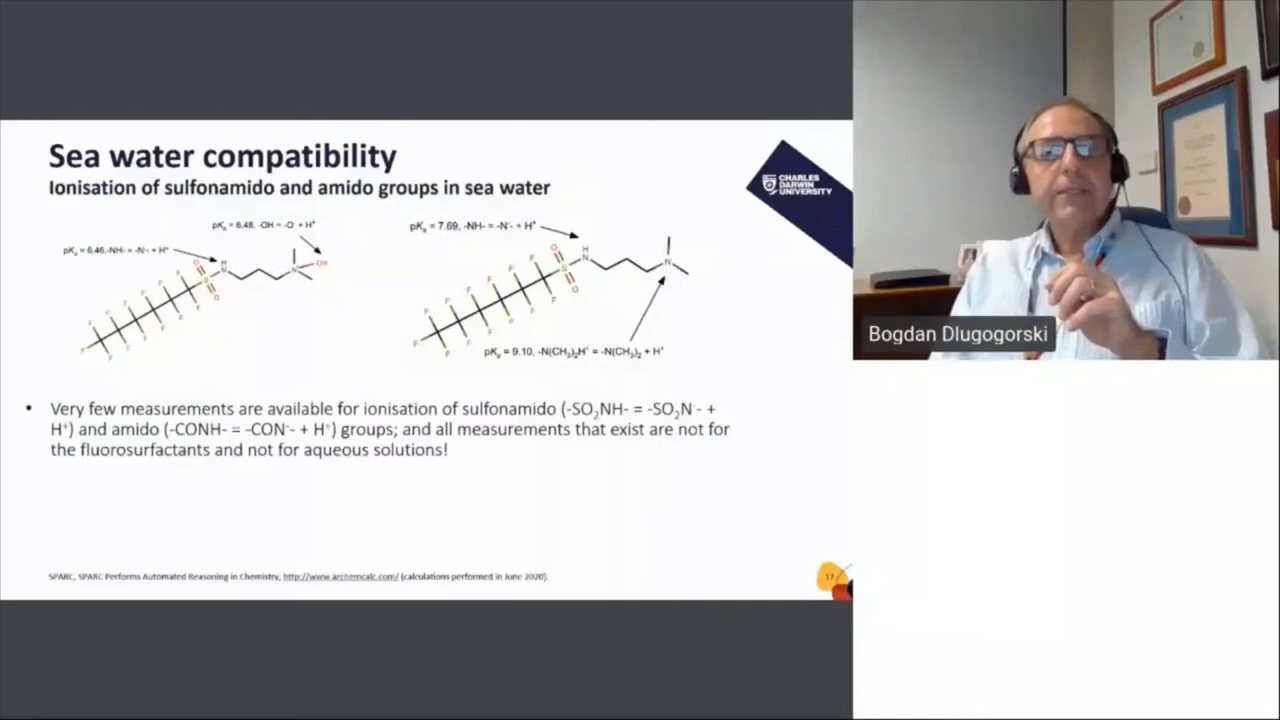 Sea water compatibility
Ionisation of sulfonamido and amido groups in sea water
CHARLES
DARWIN
UNIVERSITY
pKₐ = 6.48, -OH = -O⁻ + H⁺
pKₐ = 6.46, -NH- = -N⁻- + H⁺
pKₐ = 7.69, -NH- = -N⁻- + H⁺
pKₐ = 9.10, -N(CH₃)₂H⁺ = -N(CH₃)₂ + H⁺
• Very few measurements are available for ionisation of sulfonamido (-SO₂NH- = -SO₂N⁻- +
H⁺) and amido (-CONH- = -CON⁻- + H⁺) groups; and all measurements that exist are not for
the fluorosurfactants and not for aqueous solutions!
SPARC, SPARC Performs Automated Reasoning in Chemistry, http://www.archemcalc.com/ (calculations performed in June 2020).
17
Bogdan Dlugogorski